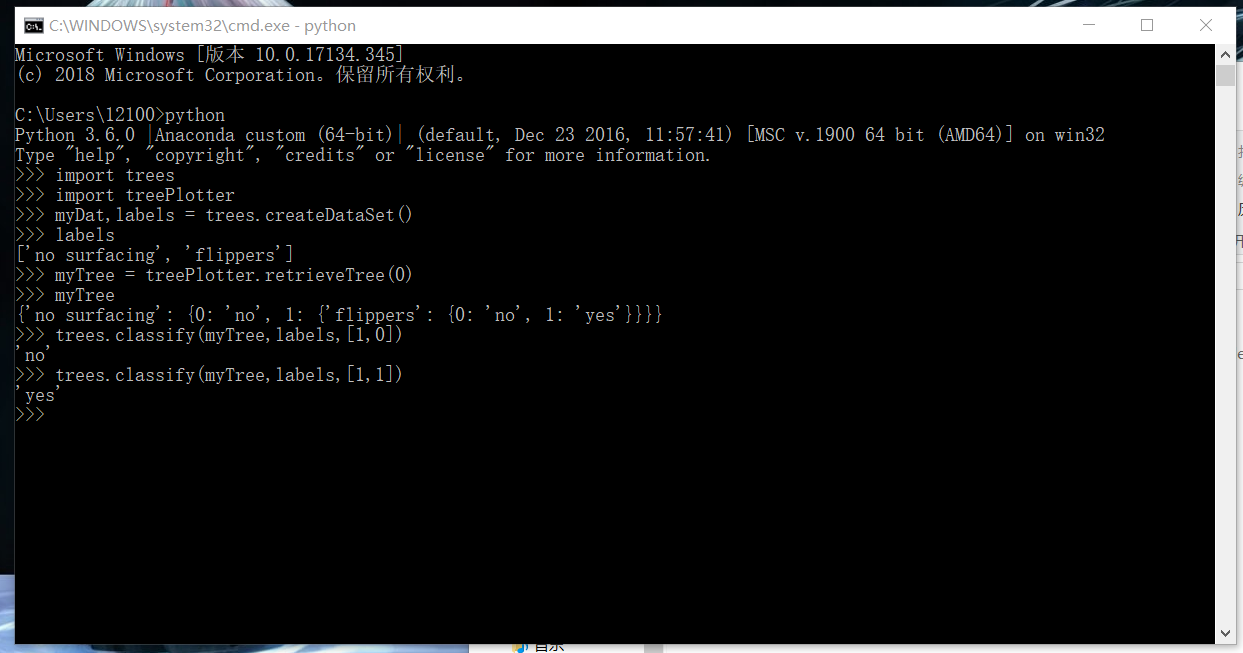 C:\WINDOWS\system32\cmd.exe - python
Microsoft Windows [版本 10.0.17134.345]
(c) 2018 Microsoft Corporation。保留所有权利。
C:\Users\12100>python
Python 3.6.0 |Anaconda custom (64-bit)| (default, Dec 23 2016, 11:57:41) [MSC v.1900 64 bit (AMD64)] on win32
Type "help", "copyright", "credits" or "license" for more information.
>>> import trees
>>> import treePlotter
>>> myDat,labels = trees.createDataSet()
>>> labels
['no surfacing', 'flippers']
>>> myTree = treePlotter.retrieveTree(0)
>>> myTree
{'no surfacing': {0: 'no', 1: {'flippers': {0: 'no', 1: 'yes'}}}}
>>> trees.classify(myTree,labels,[1,0])
'no'
>>> trees.classify(myTree,labels,[1,1])
'yes'
>>>
音乐